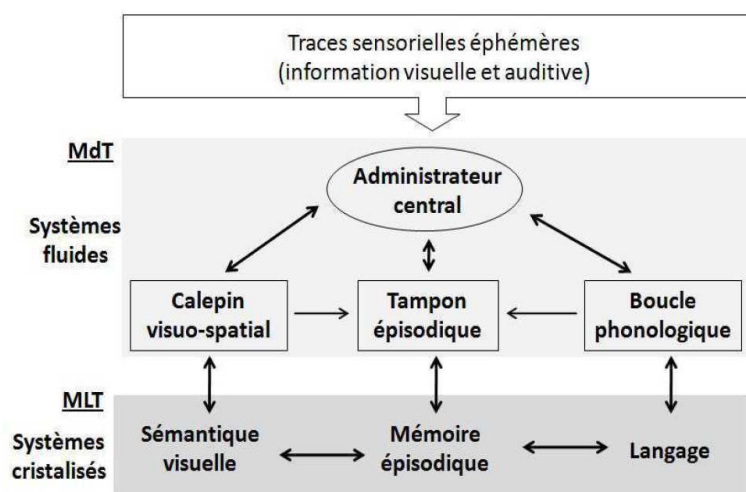 Traces sensorielles éphémères
(information visuelle et auditive)
MdT
Administrateur
central
Systèmes
fluides
Calepin
visuo-spatial
Tampon
épisodique
Boucle
phonologique
MLT
Systèmes
cristalisés
Sémantique
visuelle
Mémoire
épisodique
Langage